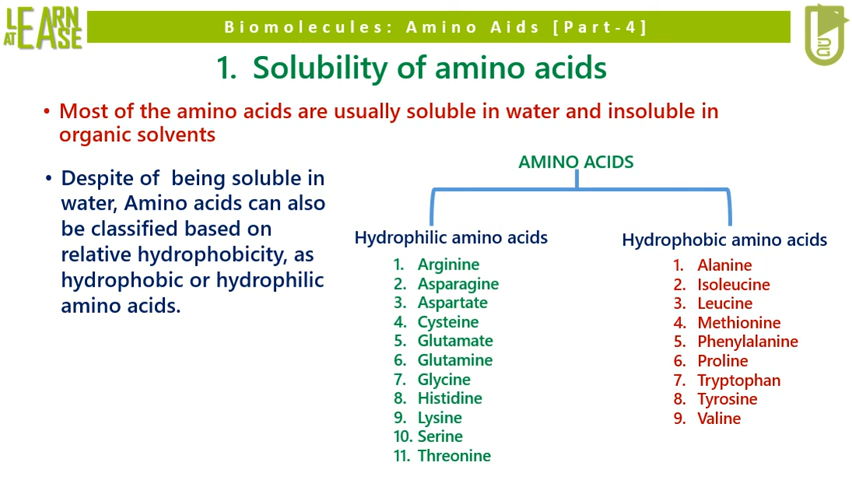 LEARN
AT EASE
Biomolecules: Amino Aids [Part-4]
1. Solubility of amino acids
• Most of the amino acids are usually soluble in water and insoluble in
organic solvents
• Despite of being soluble in
water, Amino acids can also
be classified based on
relative hydrophobicity, as
hydrophobic or hydrophilic
amino acids.
AMINO ACIDS
Hydrophilic amino acids
1. Arginine
2. Asparagine
3. Aspartate
4. Cysteine
5. Glutamate
6. Glutamine
7. Glycine
8. Histidine
9. Lysine
10. Serine
11. Threonine
Hydrophobic amino acids
1. Alanine
2. Isoleucine
3. Leucine
4. Methionine
5. Phenylalanine
6. Proline
7. Tryptophan
8. Tyrosine
9. Valine